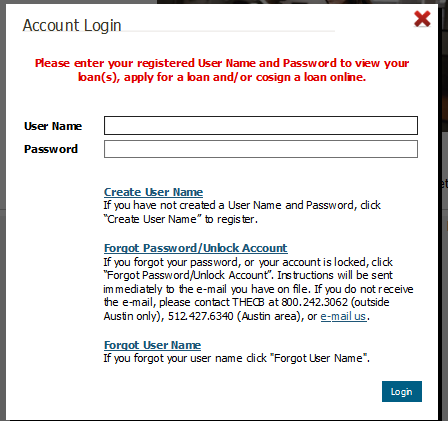 Account Login
Please enter your registered User Name and Password to view your
loan(s), apply for a loan and/or cosign a loan online.
User Name
Password
Create User Name
If you have not created a User Name and Password, click
“Create User Name” to register.
Forgot Password/Unlock Account
If you forgot your password, or your account is locked, click
“Forgot Password/Unlock Account”. Instructions will be sent
immediately to the e-mail you have on file. If you do not receive
the e-mail, please contact THECB at 800.242.3062 (outside
Austin only), 512.427.6340 (Austin area), or e-mail us.
Forgot User Name
If you forgot your user name click "Forgot User Name".
Login